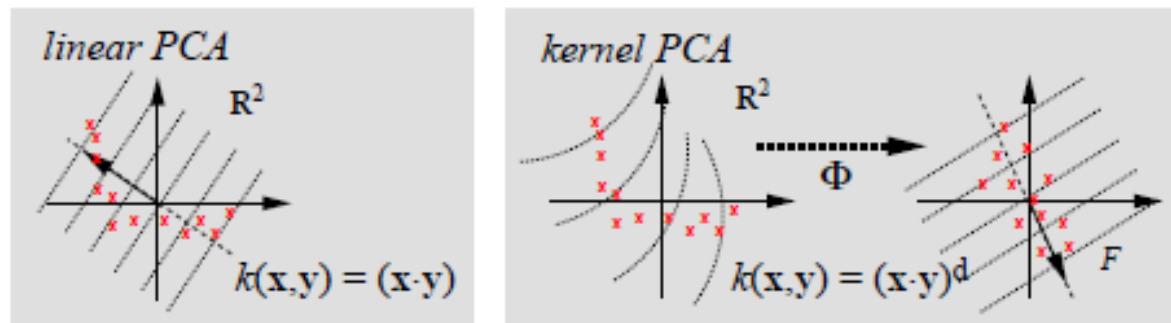 linear PCA
R²
k(x,y) = (x·y)
kernel PCA
R²
Φ
k(x,y) = (x·y)ᵈ
F